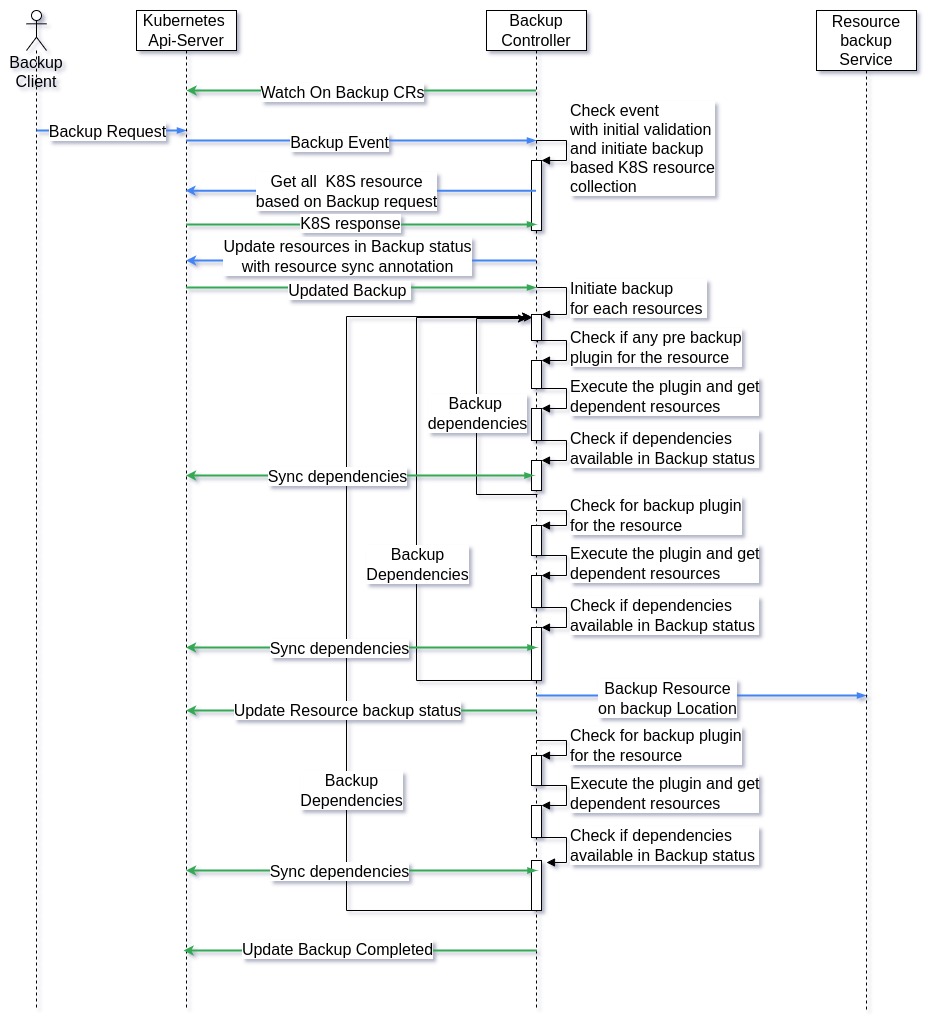 Backup
Client
Kubernetes
Api-Server
Backup
Controller
Resource
backup
Service
Watch On Backup CRs
Backup Request
Backup Event
Check event
with initial validation
and initiate backup
based K8S resource
collection
Get all  K8S resource
based on Backup request
K8S response
Update resources in Backup status
with resource sync annotation
Updated Backup
Initiate backup
for each resources
Check if any pre backup
plugin for the resource
Execute the plugin and get
dependent resources
Backup
dependencies
Check if dependencies
available in Backup status
Sync dependencies
Check for backup plugin
for the resource
Backup
Dependencies
Execute the plugin and get
dependent resources
Check if dependencies
available in Backup status
Sync dependencies
Backup Resource
on backup Location
Update Resource backup status
Check for backup plugin
for the resource
Backup
Dependencies
Execute the plugin and get
dependent resources
Check if dependencies
available in Backup status
Sync dependencies
Update Backup Completed